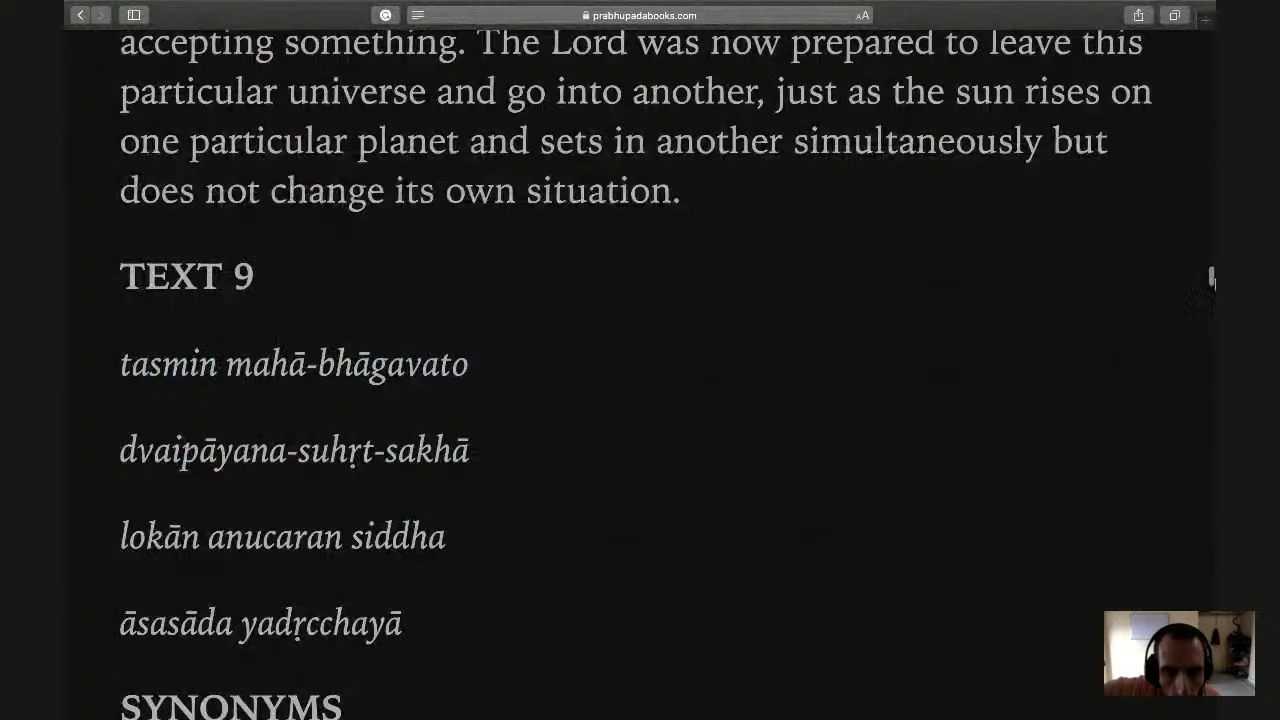 prabhupadabooks.com
accepting something. The Lord was now prepared to leave this
particular universe and go into another, just as the sun rises on
one particular planet and sets in another simultaneously but
does not change its own situation.
TEXT 9
tasmin mahā-bhāgavato
dvaipāyana-suhṛt-sakhā
lokān anucaran siddha
āsasāda yadṛcchayā
SYNONYMS